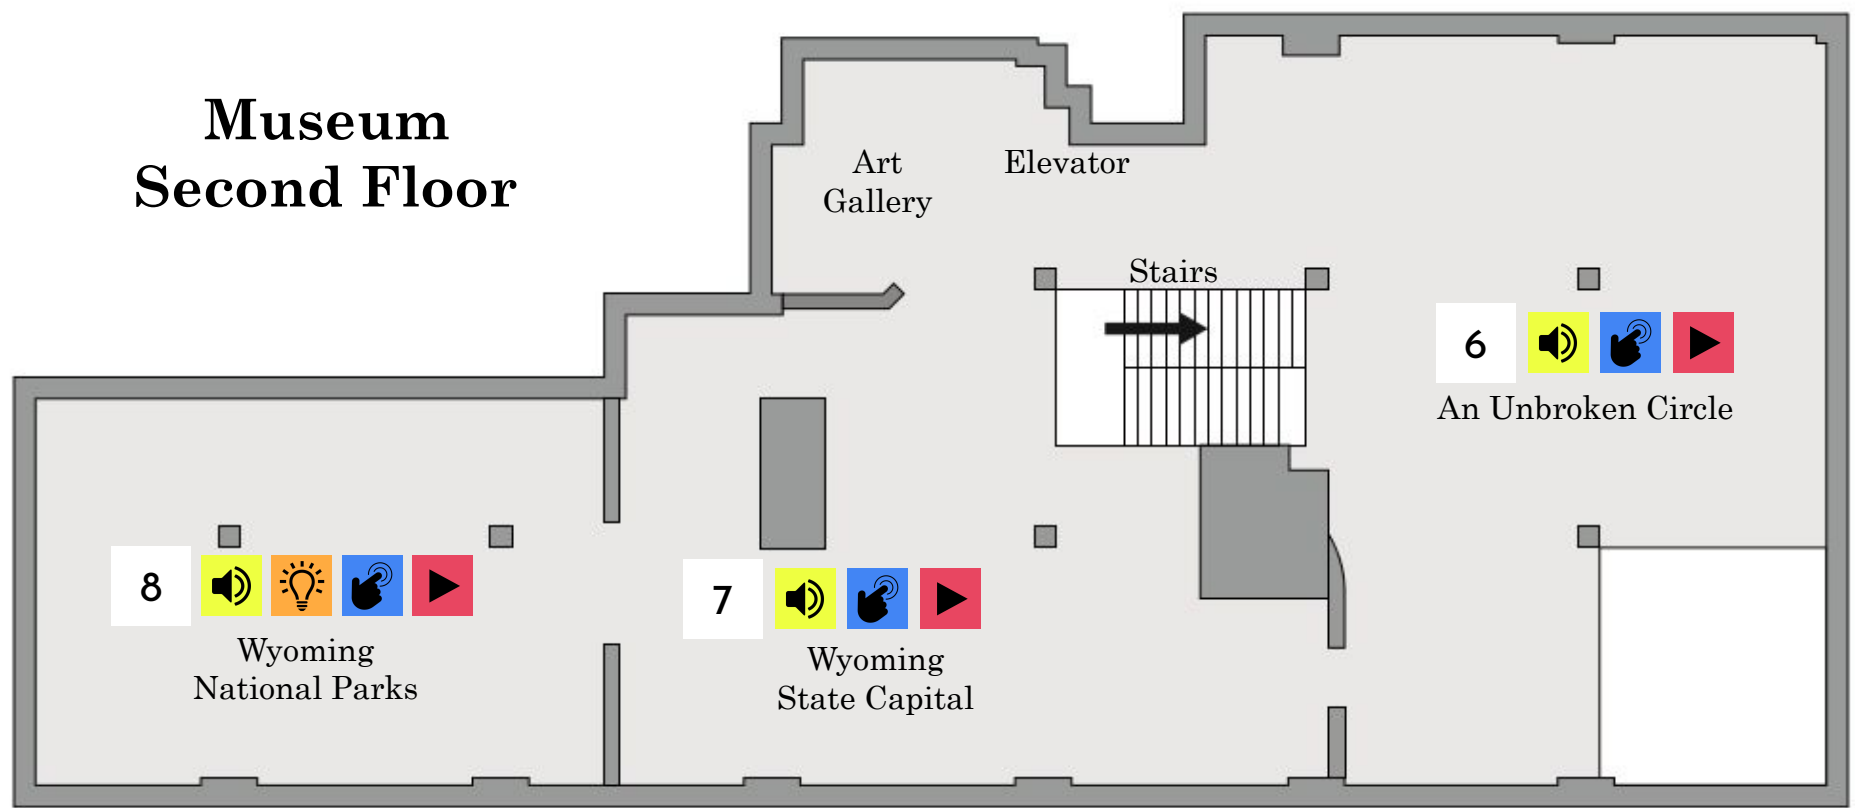 Museum
Second Floor
Art
Gallery
Elevator
Stairs
6
An Unbroken Circle
8
Wyoming
National Parks
7
Wyoming
State Capital